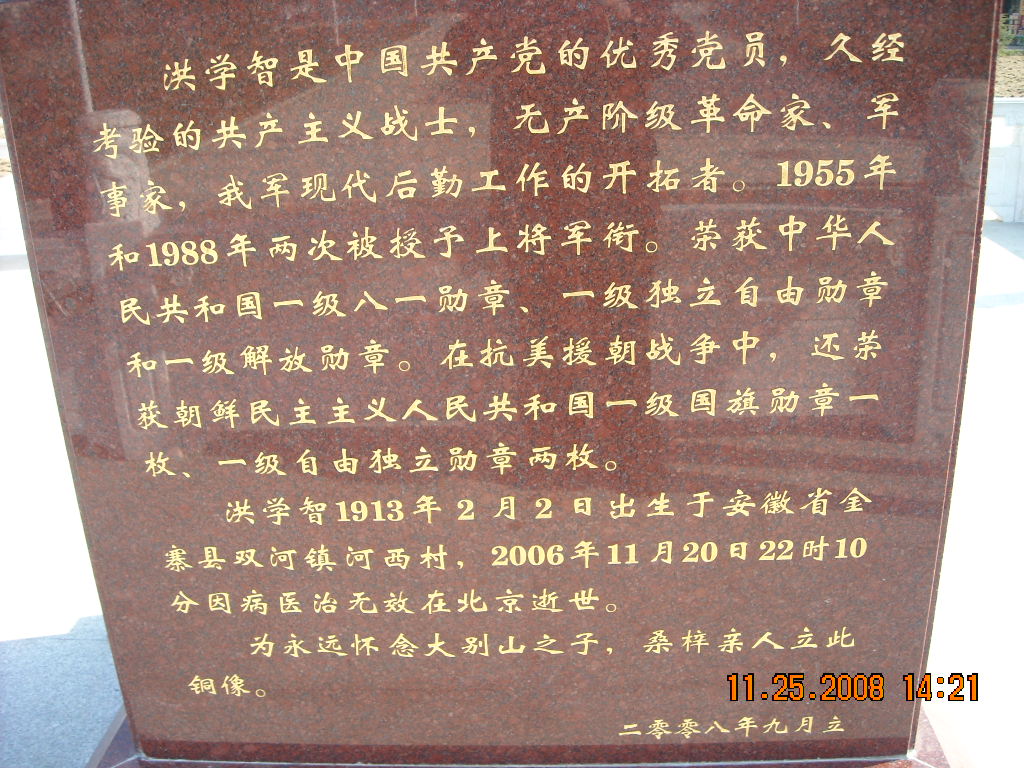 洪学智是中国共产党的优秀党员，久经
考验的共产主义战士，无产阶级革命家、军
事家，我军现代后勤工作的开拓者。1955年
和1988年两次被授予上将军衔。荣获中华人
民共和国一级八一勋章、一级独立自由勋章
和一级解放勋章。在抗美援朝战争中，还荣
获朝鲜民主主义人民共和国一级国旗勋章一
枚、一级自由独立勋章两枚。
洪学智1913年2月2日出生于安徽省金
寨县双河镇河西村，2006年11月20日22时10
分因病医治无效在北京逝世。
为永远怀念大别山之子，桑梓亲人立此
铜像。
二零零八年九月立
11.25.2008 14:21